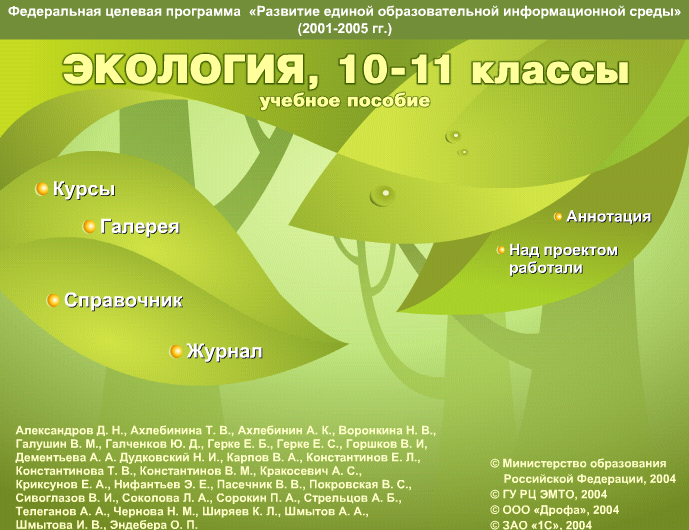 Федеральная целевая программа «Развитие единой образовательной информационной среды»
(2001-2005 гг.)
ЭКОЛОГИЯ, 10-11 классы
учебное пособие
Курсы
Галерея
Справочник
Журнал
Аннотация
Над проектом
работали
Александров Д. Н., Ахлебинина Т. В., Ахлебинин А. К., Воронкина Н. В.,
Галушин В. М., Галченков Ю. Д., Герке Е. Б., Герке Е. С., Горшков В. И,
Дементьева А. А. Дудковский Н. И., Карпов В. А., Константинов Е. Л.,
Константинова Т. В., Константинов В. М., Кракосевич А. С.,
Криксунов Е. А., Нифантьев Э. Е., Пасечник В. В., Покровская В. С.,
Сивоглазов В. И., Соколова Л. А., Сорокин П. А., Стрельцов А. Б.,
Телеганов А. А., Чернова Н. М., Ширяев К. Л., Шмытов А. А.,
Шмытова И. В., Эндебера О. П.
© Министерство образования
Российской Федерации, 2004
© ГУ РЦ ЭМТО, 2004
© ООО «Дрофа», 2004
© ЗАО «1С», 2004